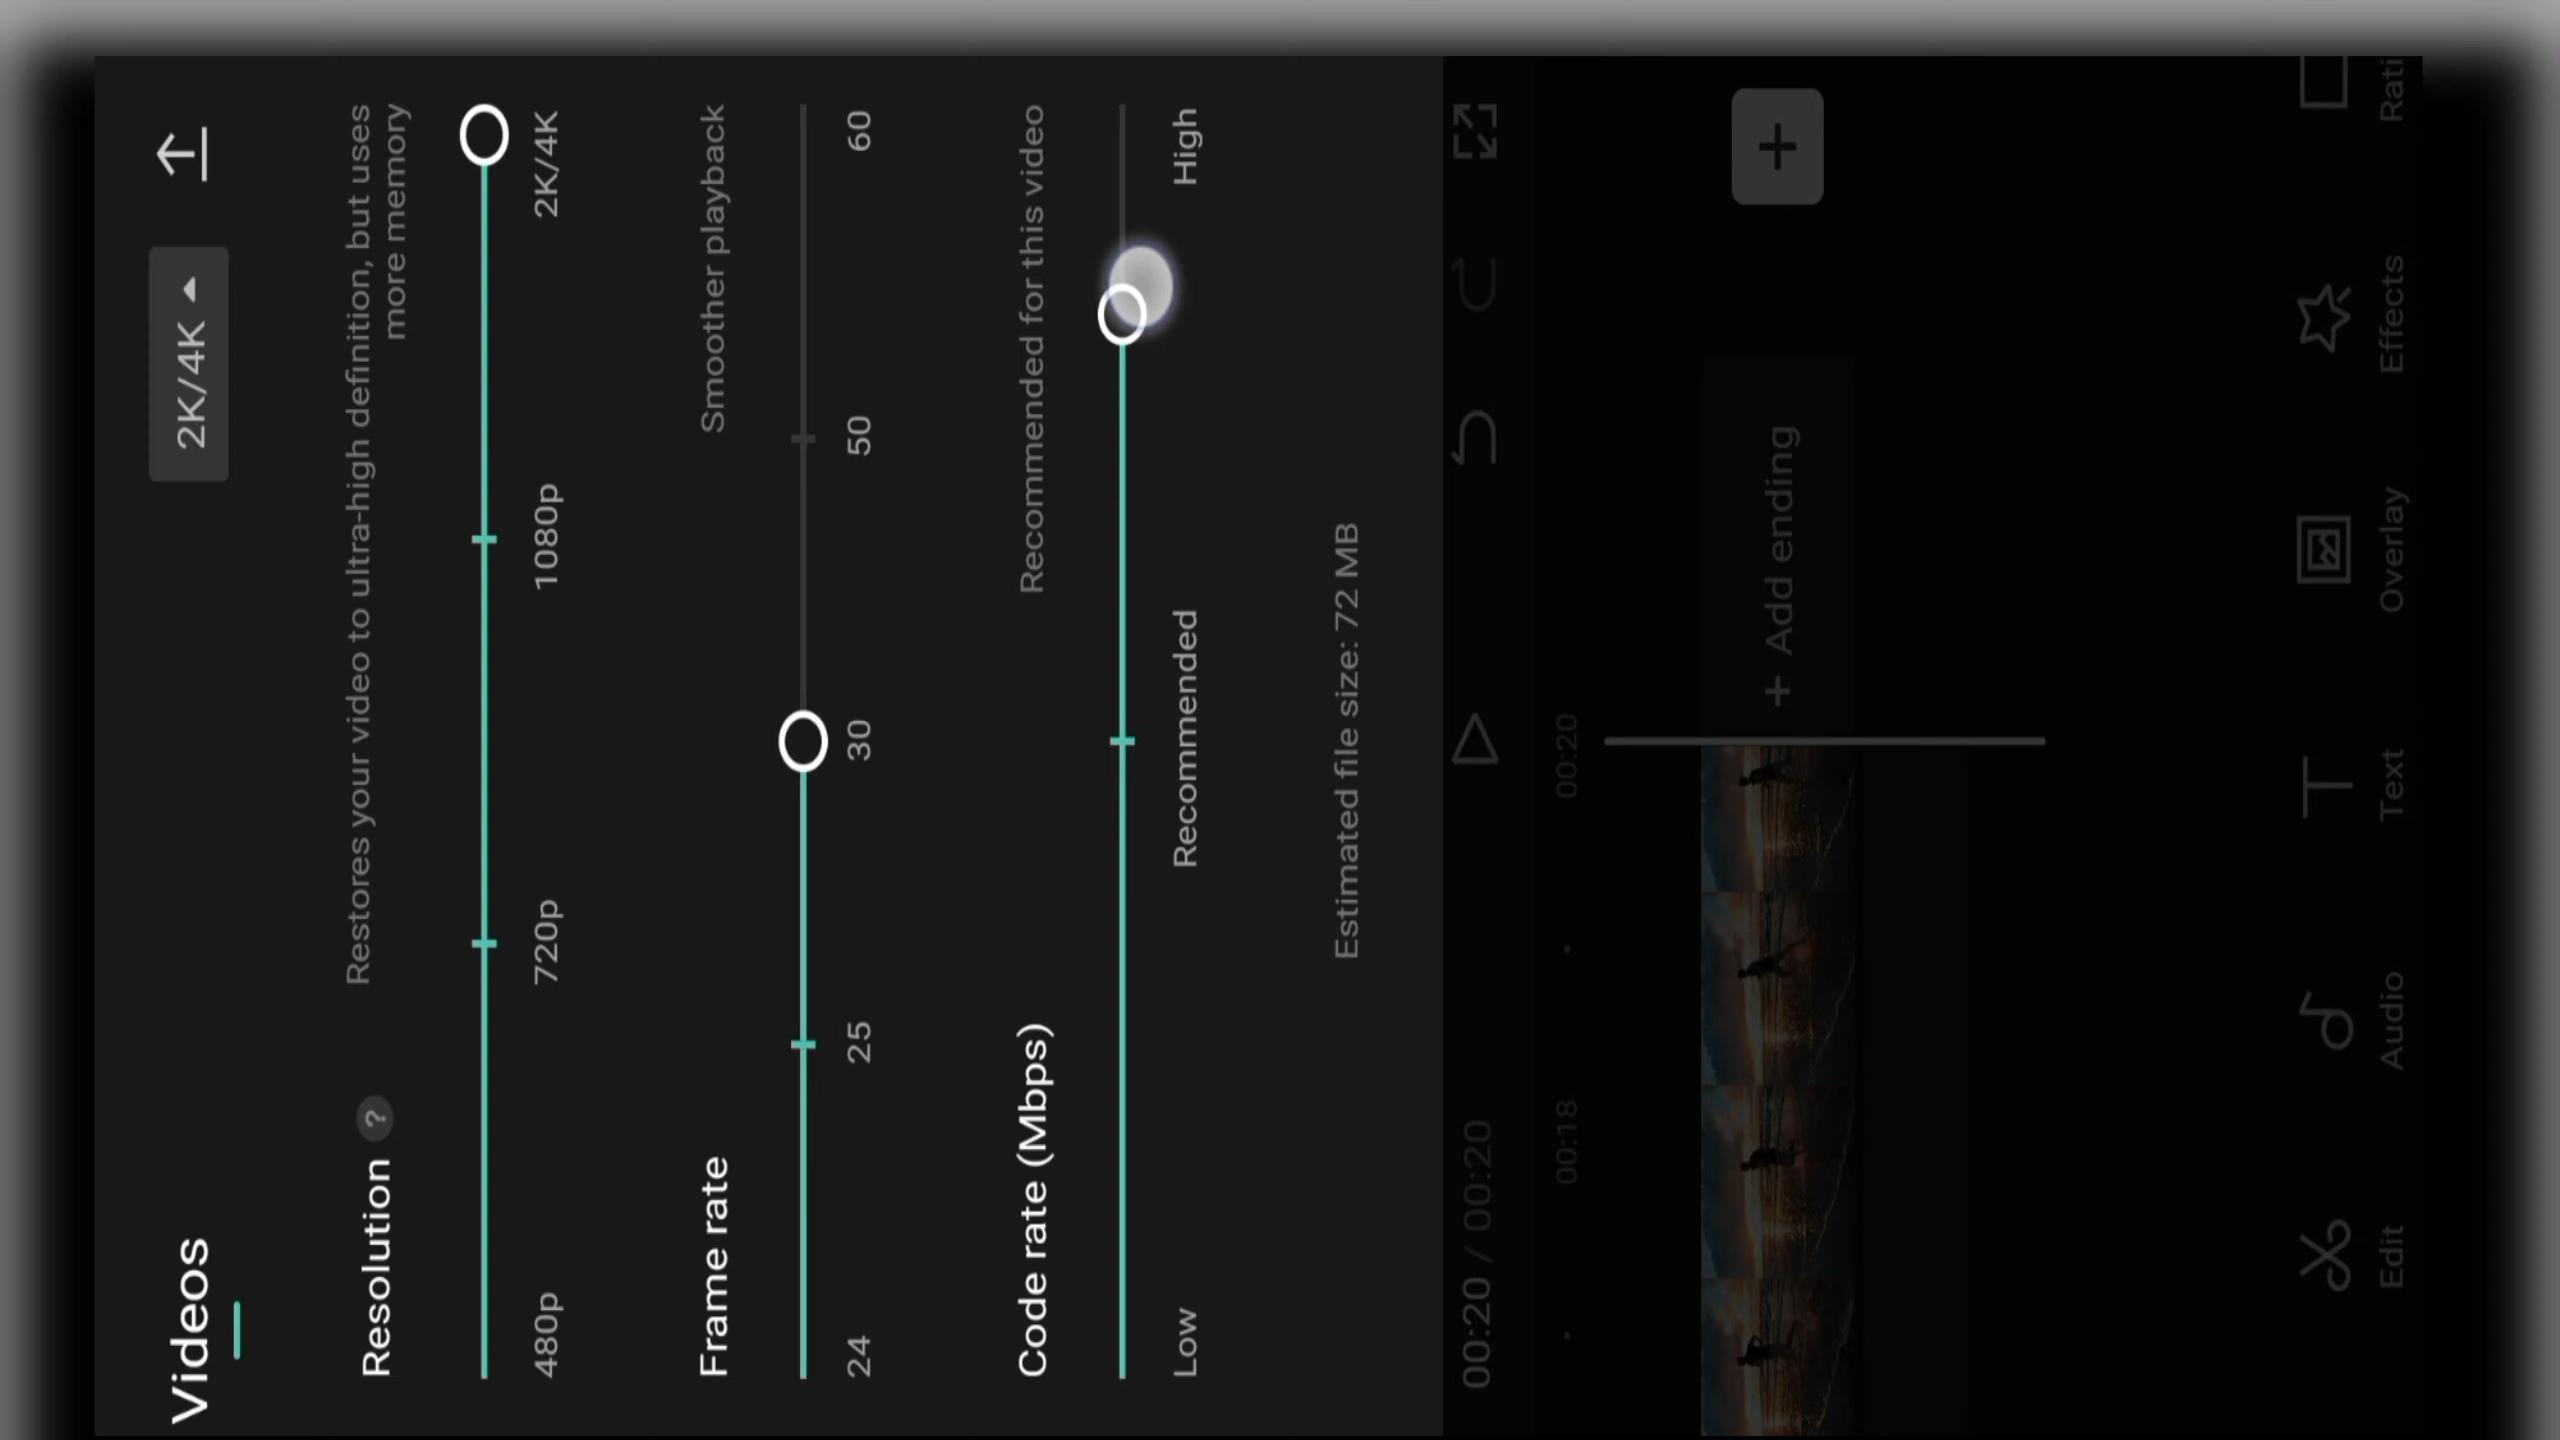 Videos
2K/4K
Resolution ?
Restores your video to ultra-high definition, but uses
more memory
480p 720p 1080p 2K/4K
Frame rate
Smoother playback
24 25 30 50 60
Code rate (Mbps)
Recommended for this video
Low Recommended High
Estimated file size: 72 MB
00:20 / 00:20
00:18 00:20
+ Add ending
Edit Audio Text Overlay Effects Rati